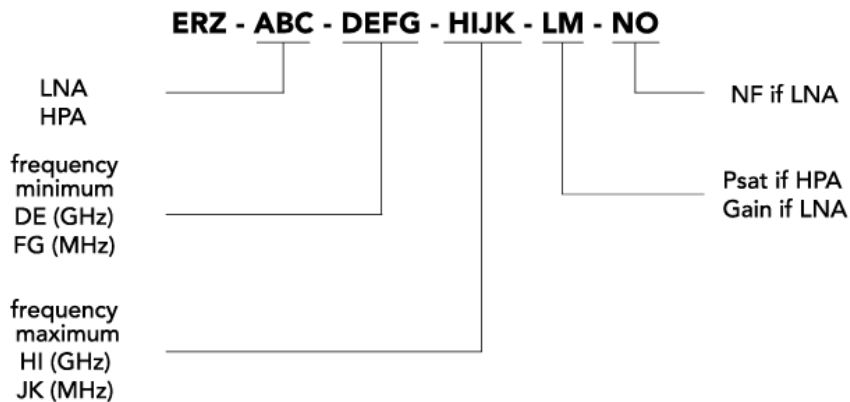 ERZ - ABC - DEFG - HIJK - LM - NO
LNA
HPA
NF if LNA
frequency
minimum
DE (GHz)
FG (MHz)
Psat if HPA
Gain if LNA
frequency
maximum
HI (GHz)
JK (MHz)